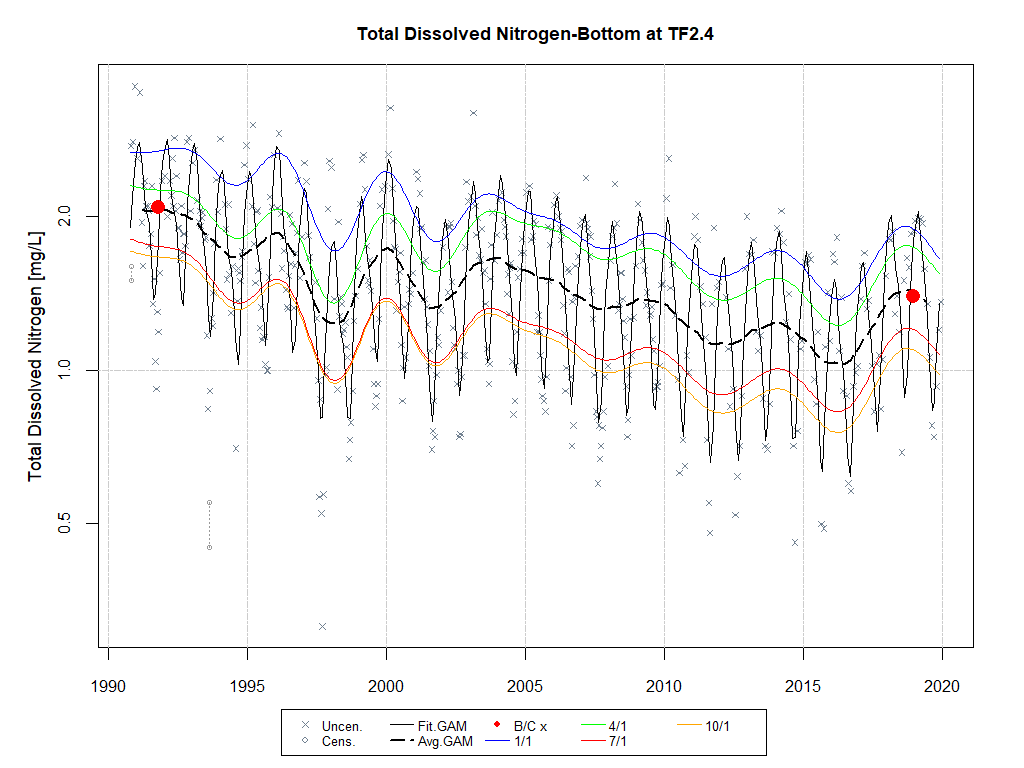 Total Dissolved Nitrogen-Bottom at TF2.4
Total Dissolved Nitrogen [mg/L]
2.0
1.0
0.5
1990 1995 2000 2005 2010 2015 2020
Uncen. Fit.GAM B/C x 4/1 10/1
Cens. Avg.GAM 1/1 7/1